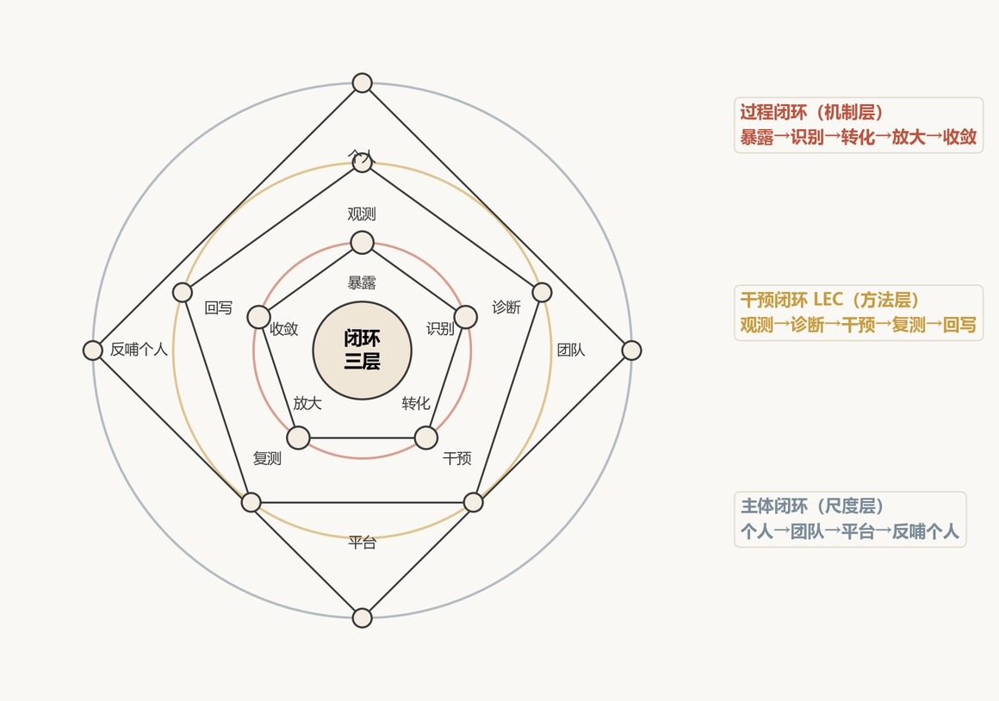 个人
观测
暴露
回写
诊断
收敛
识别
闭环
三层
反哺个人
团队
放大
转化
复测
干预
平台
过程闭环（机制层）
暴露→识别→转化→放大→收敛
干预闭环 LEC（方法层）
观测→诊断→干预→复测→回写
主体闭环（尺度层）
个人→团队→平台→反哺个人